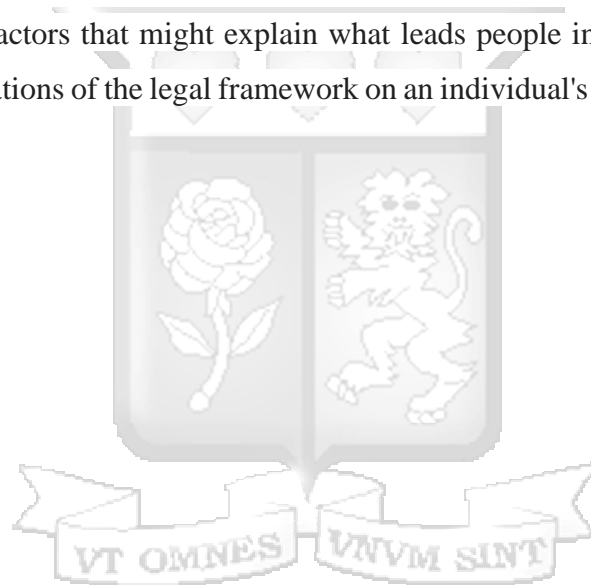 actors that might explain what leads people in
ations of the legal framework on an individual's
VT OMNES VNVM SINT